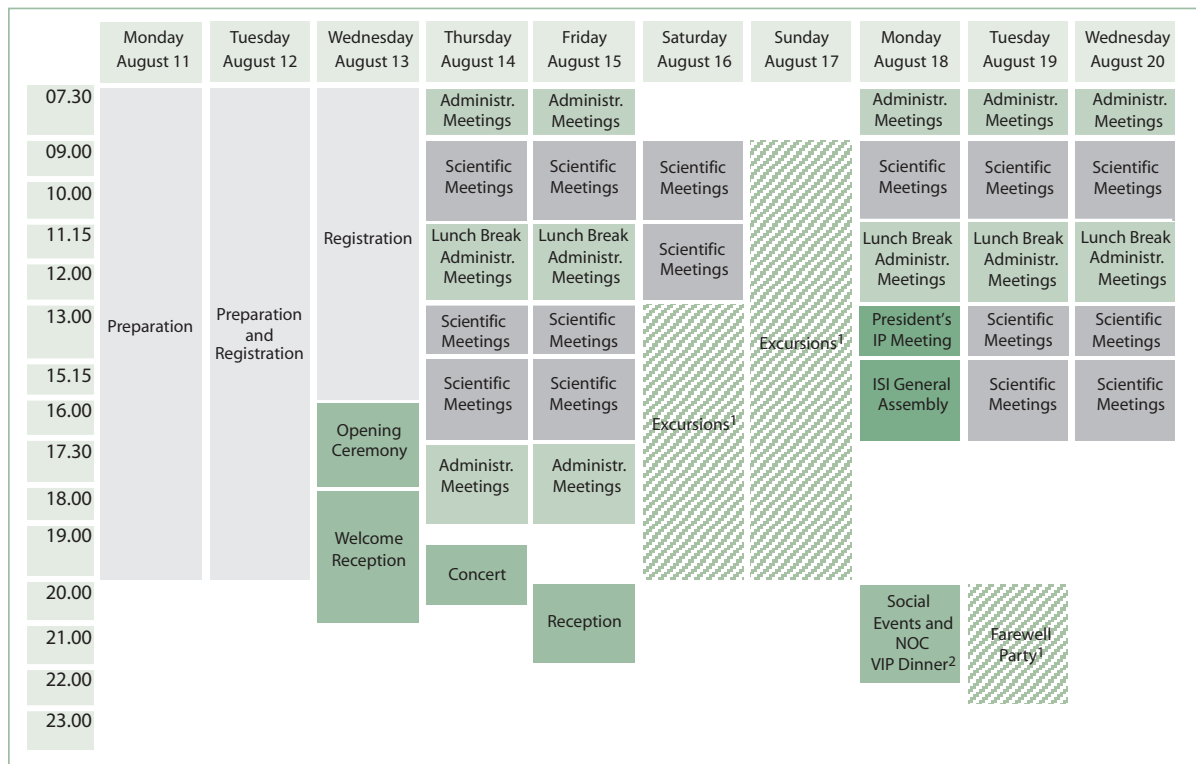 Monday
August 11
Tuesday
August 12
Wednesday
August 13
Thursday
August 14
Friday
August 15
Saturday
August 16
Sunday
August 17
Monday
August 18
Tuesday
August 19
Wednesday
August 20
07.30
09.00
10.00
11.15
12.00
13.00
15.15
16.00
17.30
18.00
19.00
20.00
21.00
22.00
23.00
Preparation
Preparation
and
Registration
Registration
Opening
Ceremony
Welcome
Reception
Administr.
Meetings
Scientific
Meetings
Lunch Break
Administr.
Meetings
Scientific
Meetings
Scientific
Meetings
Administr.
Meetings
Concert
Administr.
Meetings
Scientific
Meetings
Lunch Break
Administr.
Meetings
Scientific
Meetings
Scientific
Meetings
Administr.
Meetings
Reception
Scientific
Meetings
Scientific
Meetings
Excursions1
Excursions1
Administr.
Meetings
Scientific
Meetings
Lunch Break
Administr.
Meetings
President's
IP Meeting
ISI General
Assembly
Social
Events and
NOC
VIP Dinner2
Administr.
Meetings
Scientific
Meetings
Lunch Break
Administr.
Meetings
Scientific
Meetings
Scientific
Meetings
Farewell
Party1
Administr.
Meetings
Scientific
Meetings
Lunch Break
Administr.
Meetings
Scientific
Meetings
Scientific
Meetings